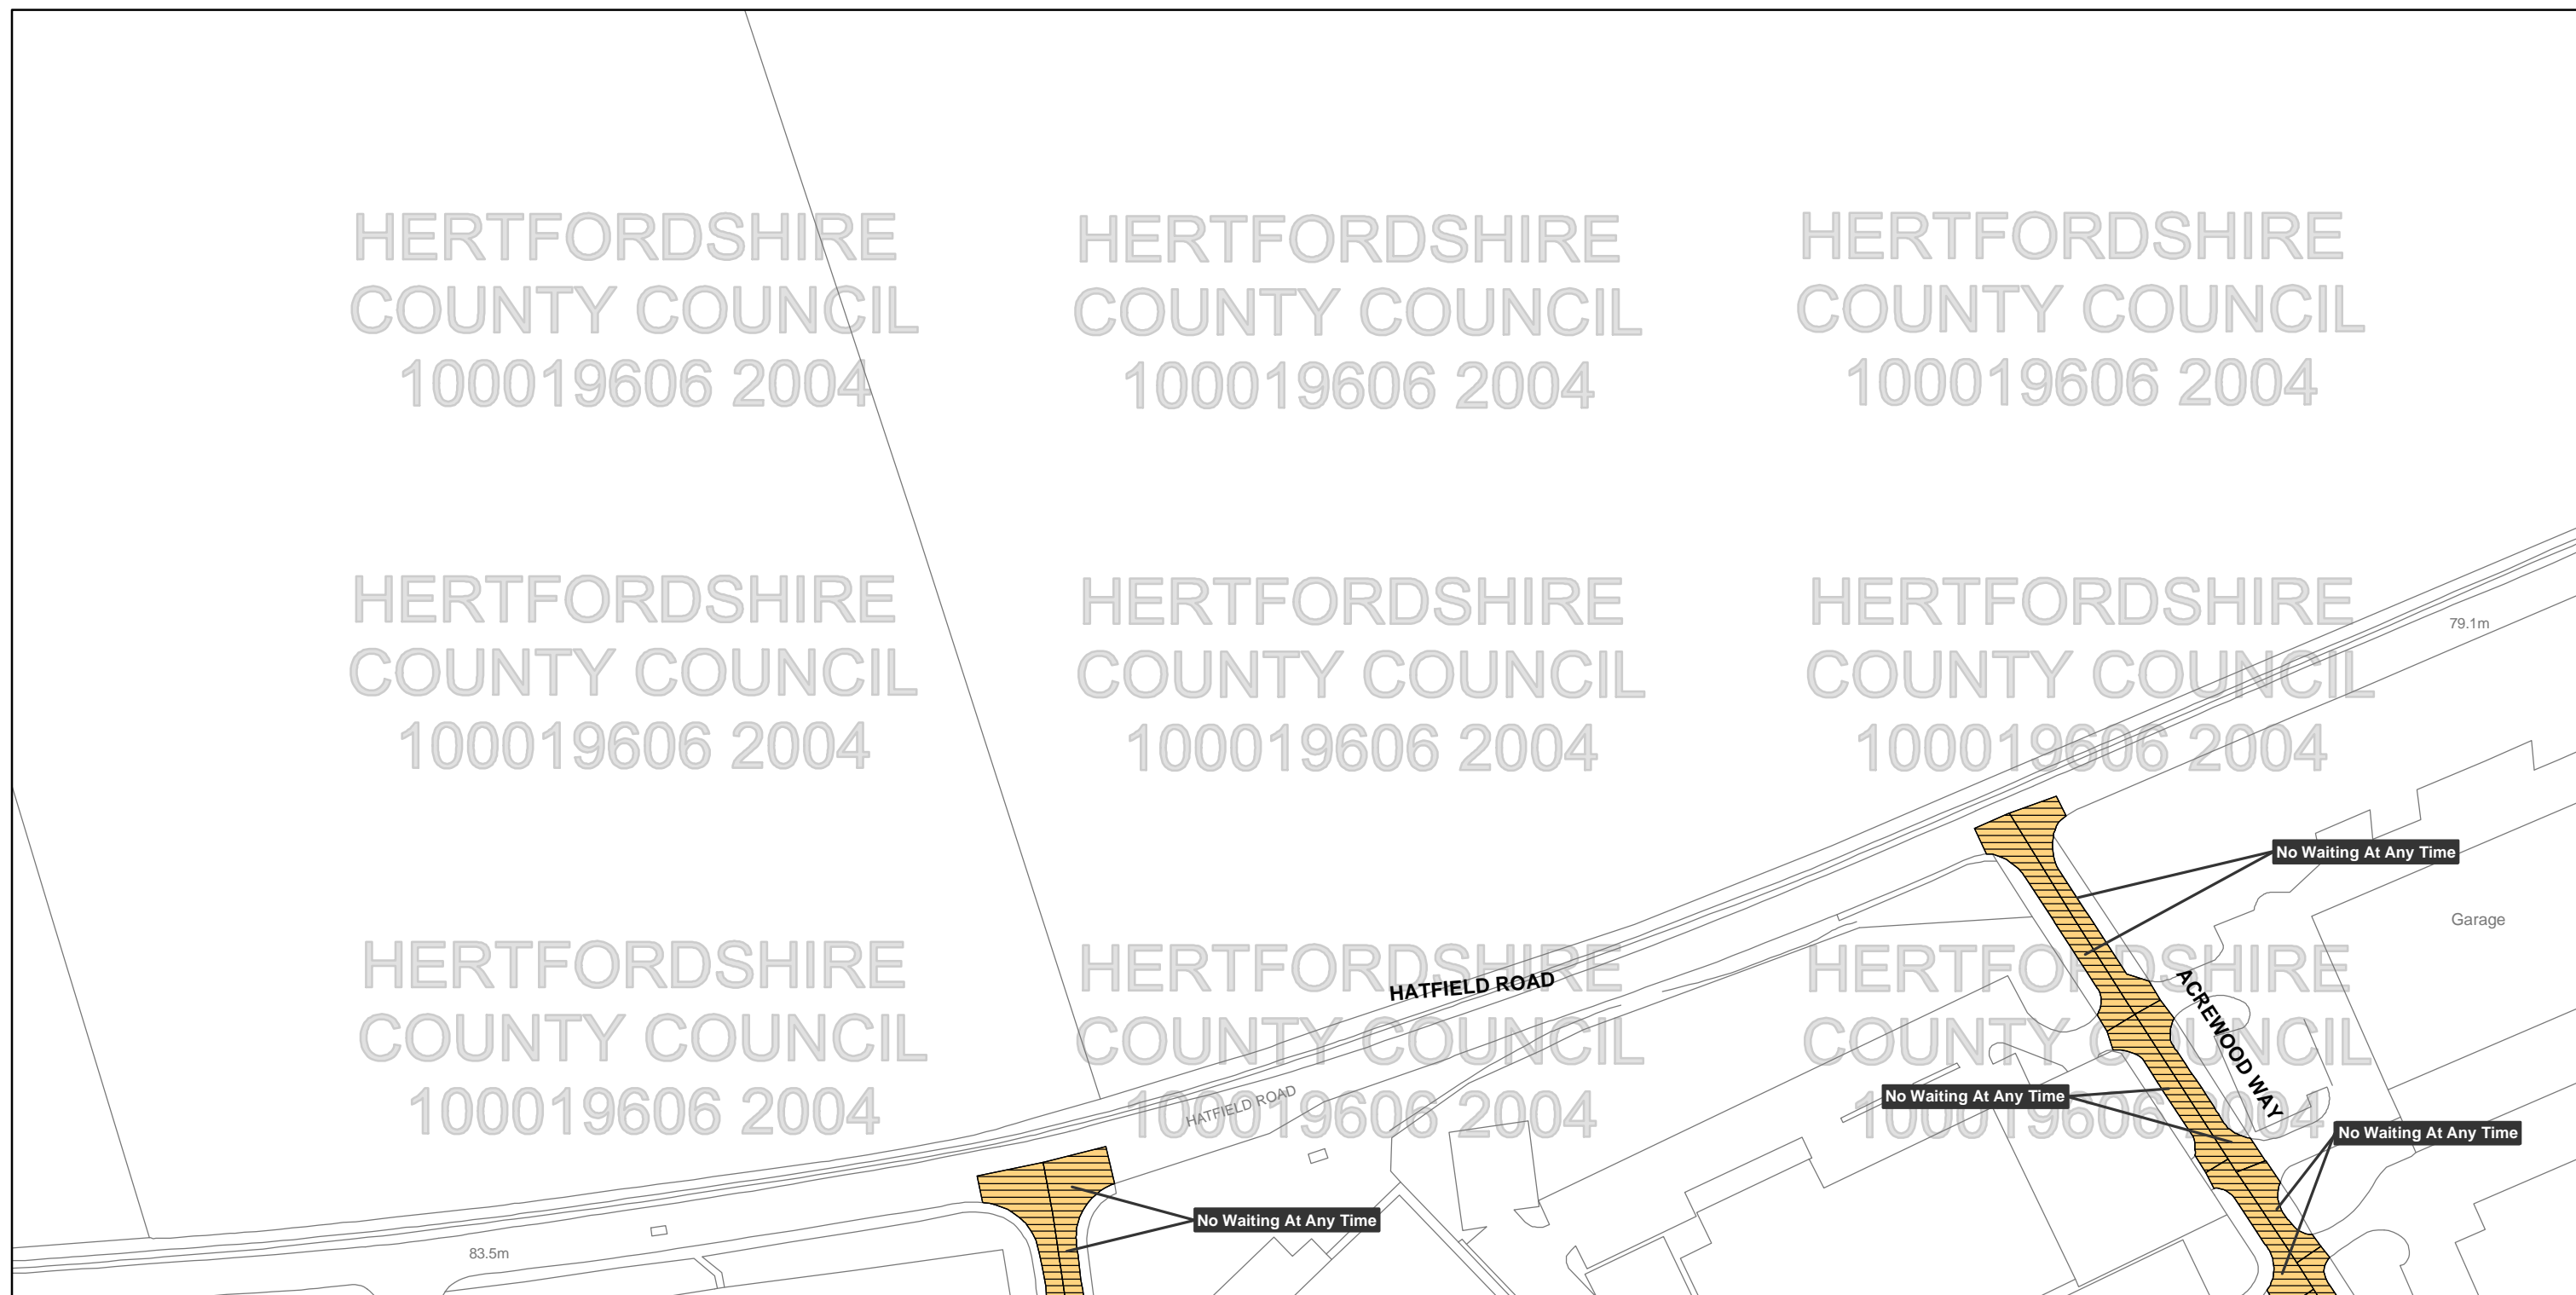 HERTFORDSHIRE
COUNTY COUNCIL
100019606 2004
HERTFORDSHIRE
COUNTY COUNCIL
100019606 2004
HERTFORDSHIRE
COUNTY COUNCIL
100019606 2004
HERTFORDSHIRE
COUNTY COUNCIL
100019606 2004
HERTFORDSHIRE
COUNTY COUNCIL
100019606 2004
HERTFORDSHIRE
COUNTY COUNCIL
100019606 2004
79.1m
No Waiting At Any Time
Garage
HERTFORDSHIRE
COUNTY COUNCIL
100019606 2004
HERTFORDSHIRE
COUNTY COUNCIL
100019606 2004
HERTFORDSHIRE
COUNTY COUNCIL
100019606 2004
HATFIELD ROAD
ACREWOOD WAY
HATFIELD ROAD
No Waiting At Any Time
No Waiting At Any Time
No Waiting At Any Time
83.5m